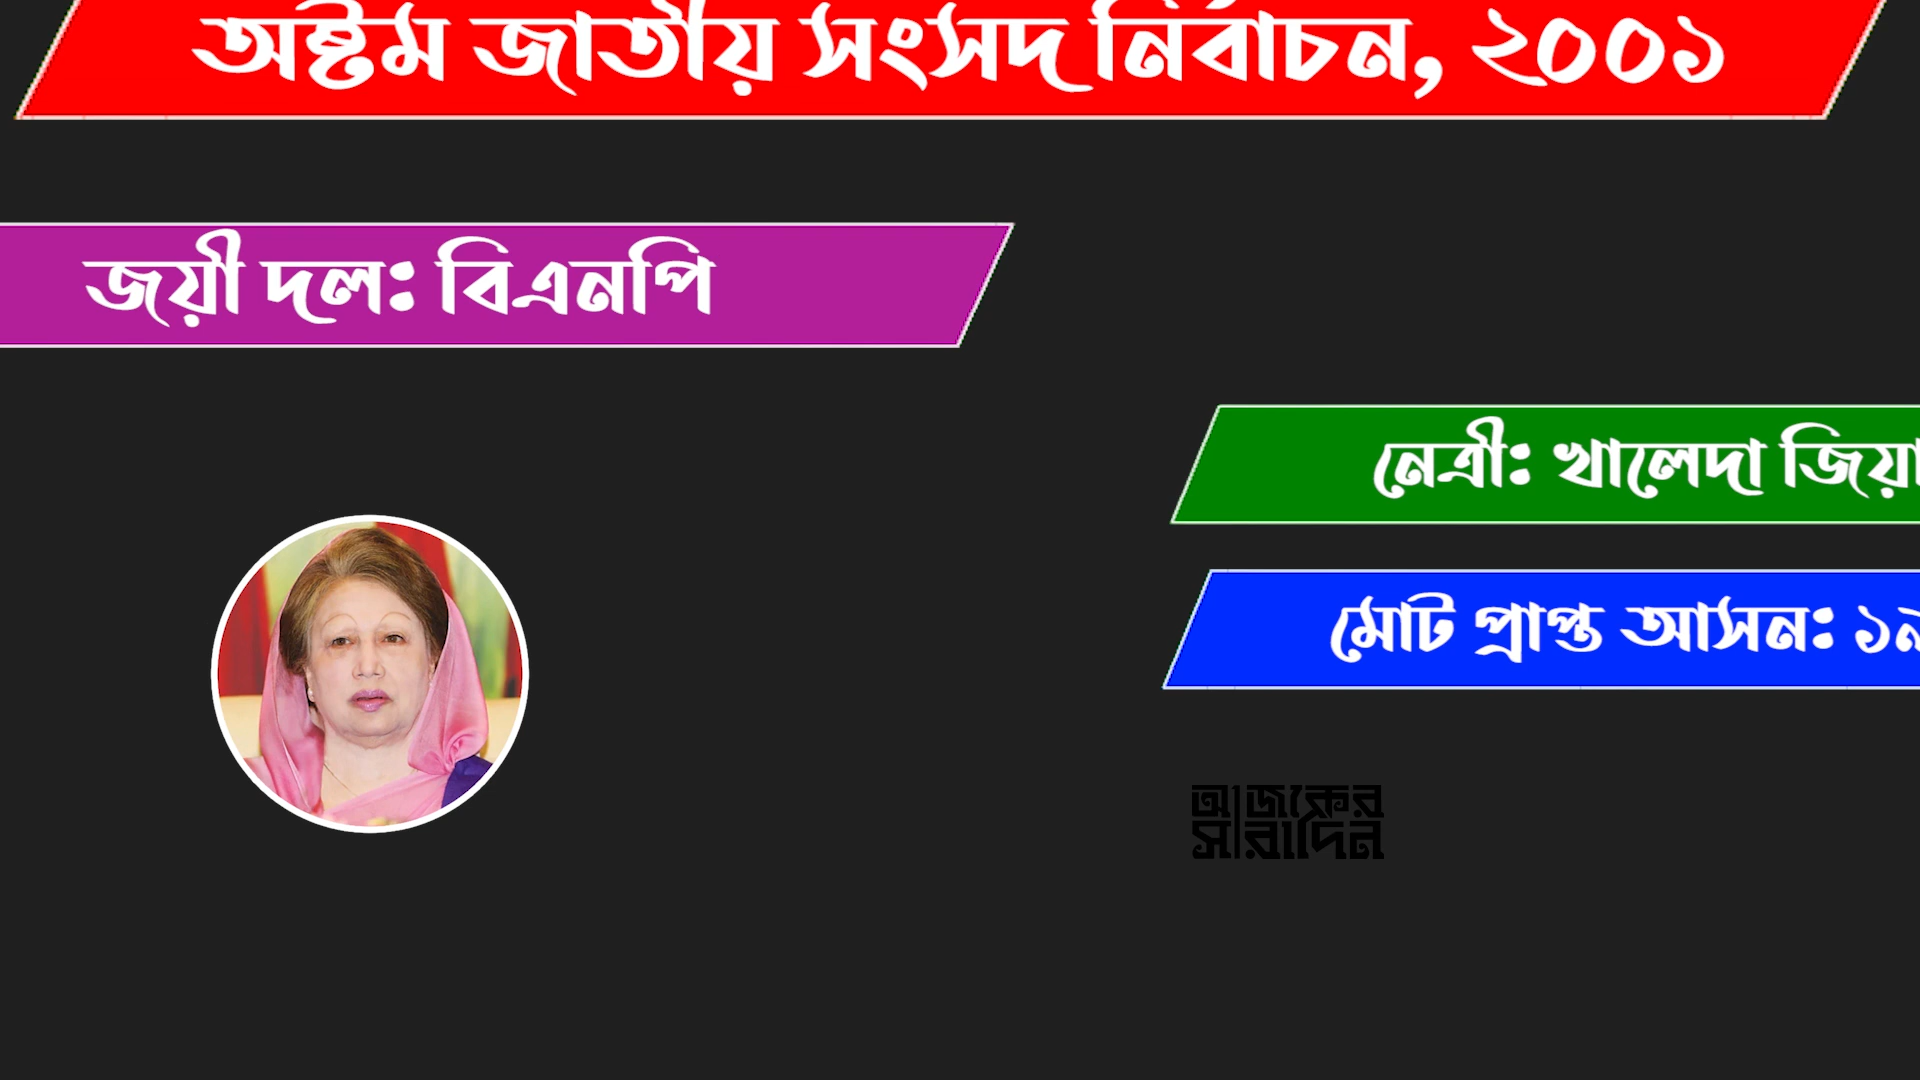 অষ্টম জাতীয় সংসদ নির্বাচন, ২০০১
জয়ী দল: বিএনপি
নেত্রী: খালেদা জিয়া
মোট প্রাপ্ত আসন:
আজকের
সারাদিন